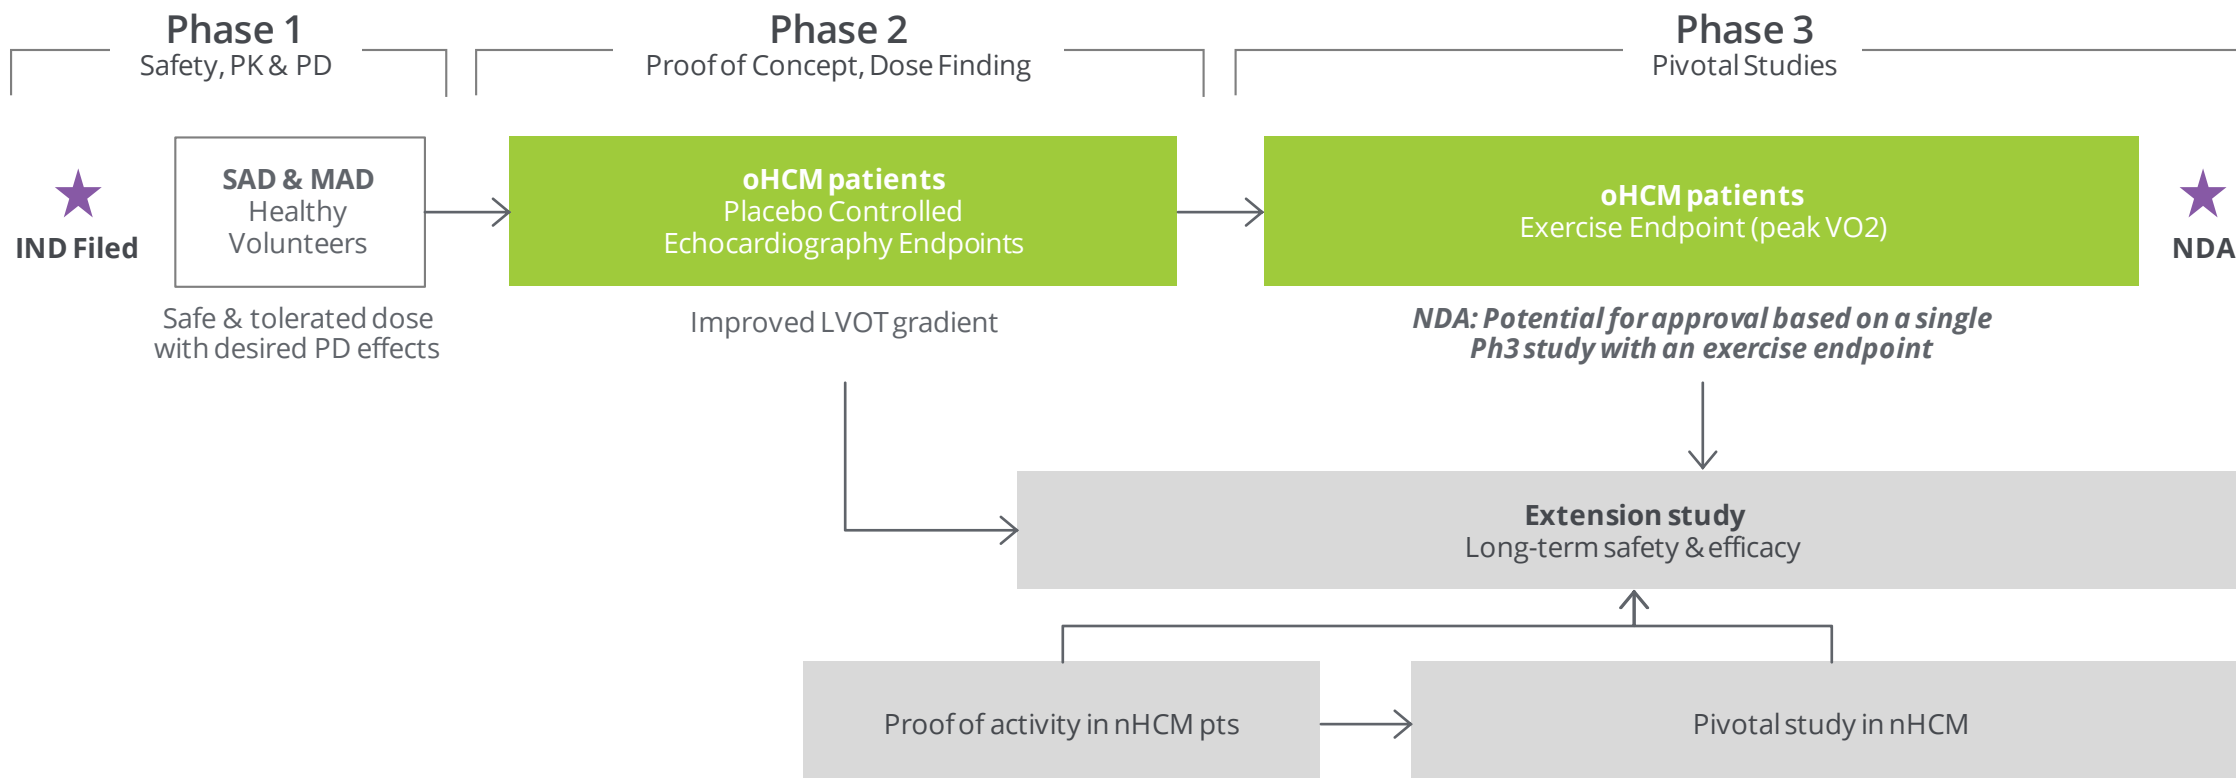 Phase 1
Safety, PK & PD
Phase 2
Proof of Concept, Dose Finding
Phase 3
Pivotal Studies
IND Filed
SAD & MAD
Healthy
Volunteers
oHCM patients
Placebo Controlled
Echocardiography Endpoints
oHCM patients
Exercise Endpoint (peak VO2)
NDA
Safe & tolerated dose
with desired PD effects
Improved LVOT gradient
NDA: Potential for approval based on a single
Ph3 study with an exercise endpoint
Extension study
Long-term safety & efficacy
Proof of activity in nHCM pts
Pivotal study in nHCM